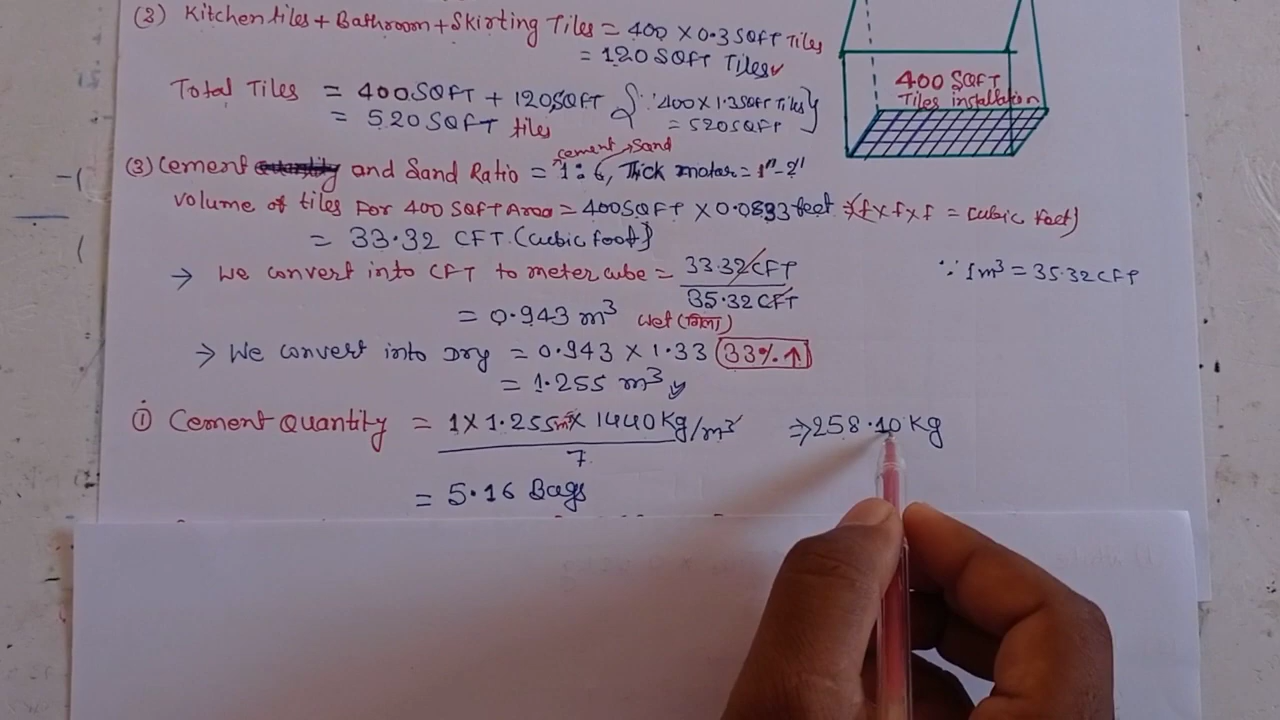 (2) Kitchen tiles + Bathroom + Skirting Tiles = 400 X 0.3 SQFT Tiles
= 120 SQFT Tiles ✓
Total Tiles = 400 SQFT + 120 SQFT { ∵ 400 X 1.3 SQFT Tiles }
= 520 SQFT tiles
= 520 SQFT
400 SQFT
Tiles installation
cement → Sand
(3) Cement and Sand Ratio = "1:6, Thick motar = 1"-2"
Volume of tiles For 400 SQFT Area = 400 SQFT X 0.0833 feet → {f x f x f = cubic feet}
= 33.32 CFT. (Cubic foot)
→ We convert into CFT to meter cube = 33.32 CFT
35.32 CFT
∵ 1m³ = 35.32 CFT
= 0.943 m³ wet (गिला)
→ We convert into Dry = 0.943 X 1.33 33% ↑
= 1.255 m³
① Cement Quantity = 1 X 1.255 m³ X 1440 Kg/m³ ⇒ 258.10 Kg
7
= 5.16 Bags